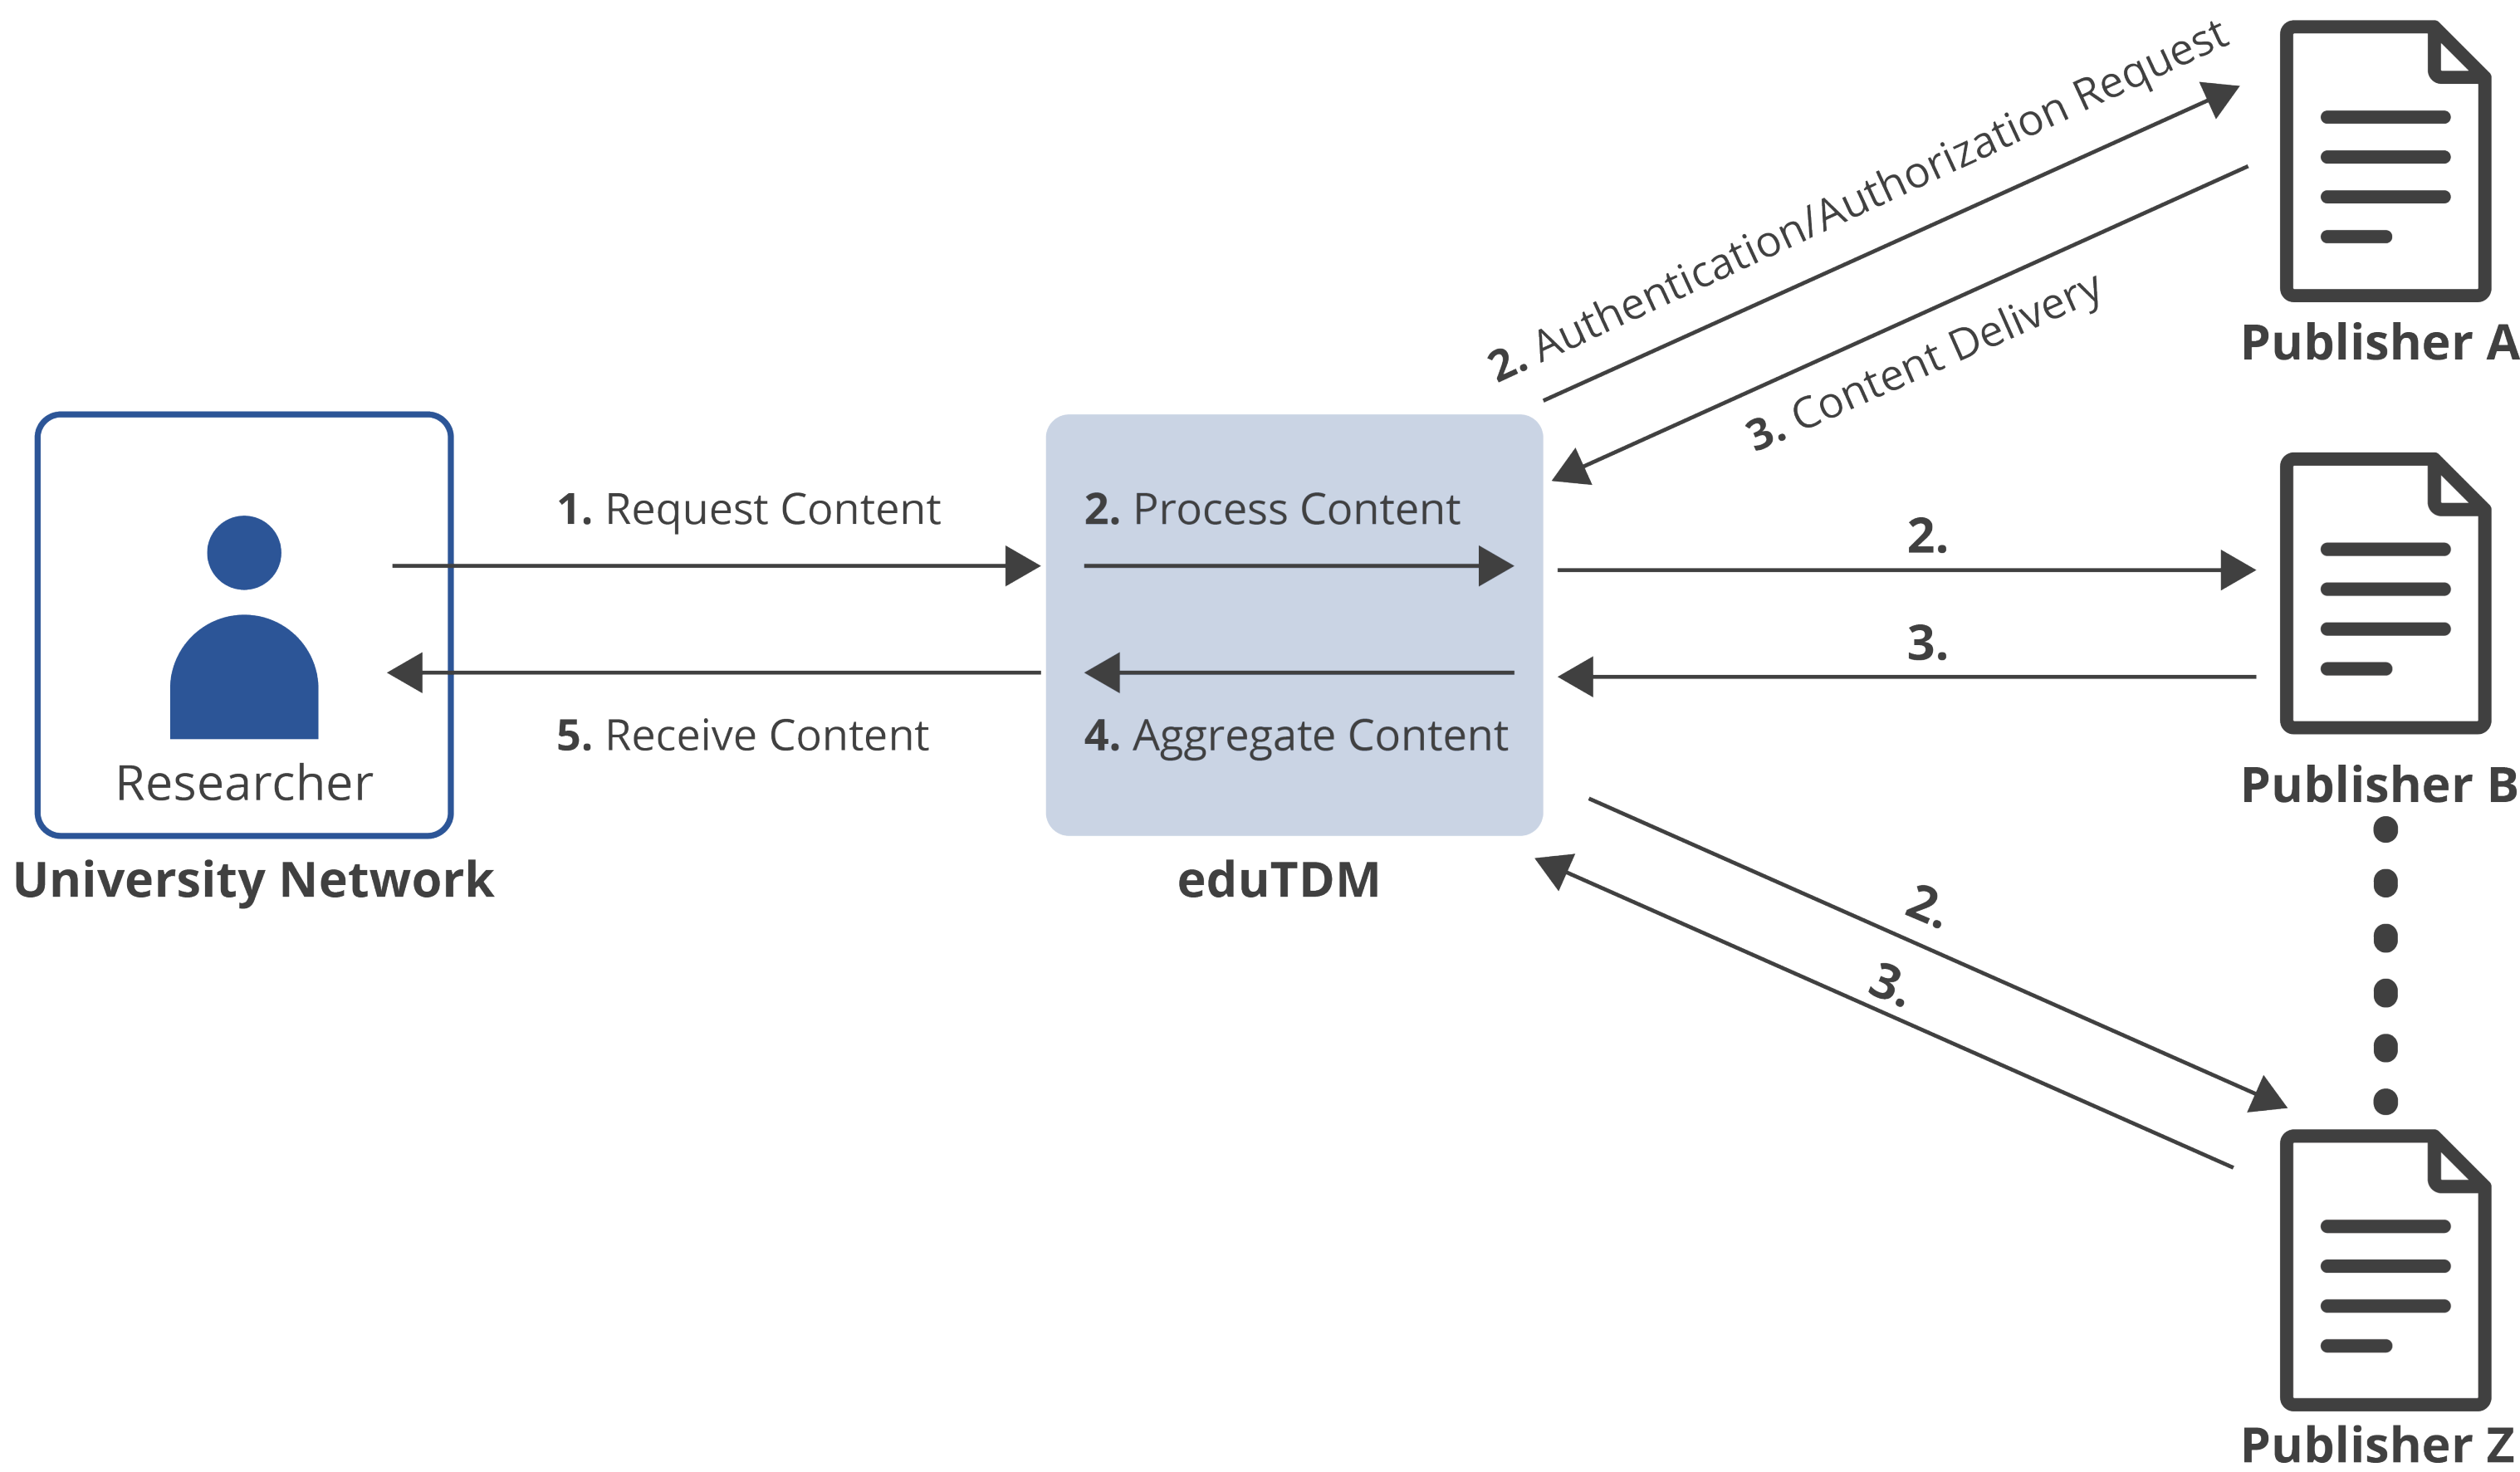 2. Authentication/Authorization Request
3. Content Delivery
Publisher A
1. Request Content
2. Process Content
2.
3.
5. Receive Content
4. Aggregate Content
Researcher
Publisher B
University Network
eduTDM
2.
3.
Publisher Z